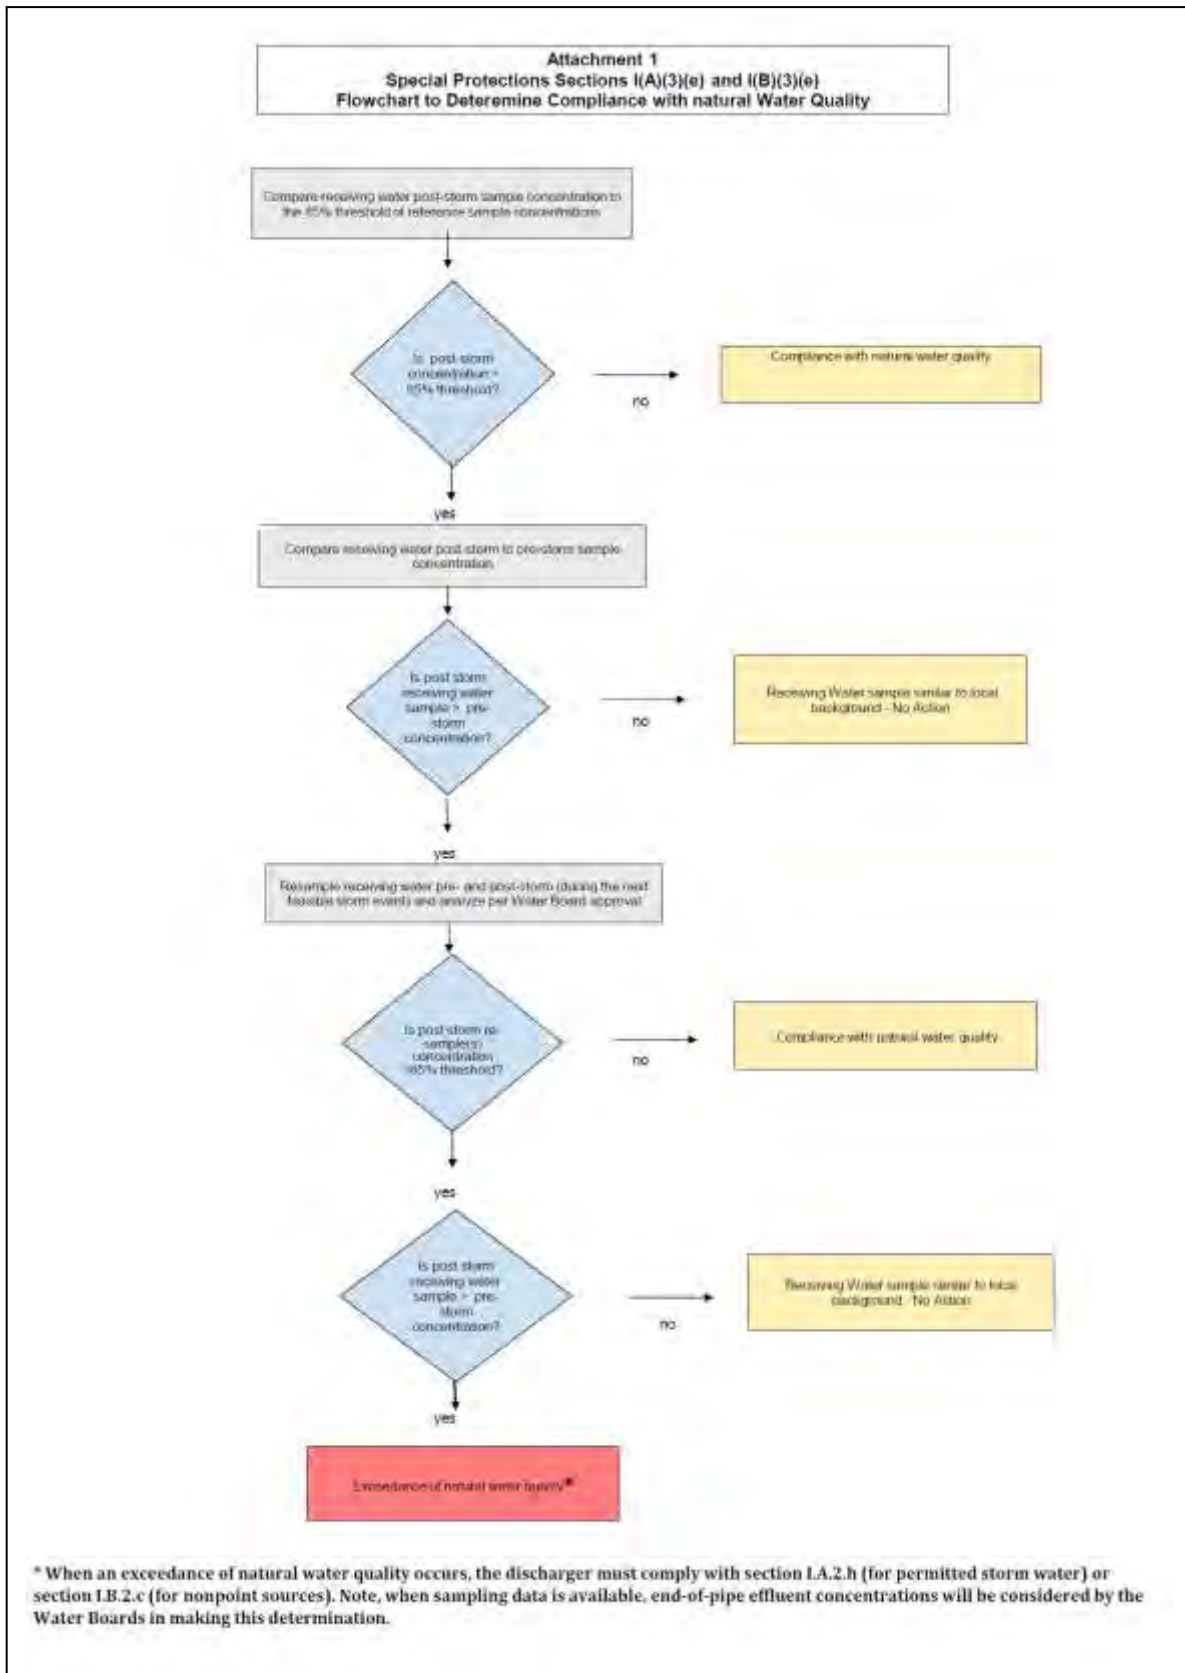 Attachment 1
Special Protections Sections I(A)(3)(e) and I(B)(3)(e)
Flowchart to Deteremine Compliance with natural Water Quality
Compare receiving water post-storm sample concentration to
the 85% threshold of reference sample concentrations
Is post-storm
concentration >
85% threshold?
no
Compliance with natural water quality
yes
Compare receiving water post-storm to pre-storm sample
concentration
Is post storm
receiving water
sample > pre-
storm
concentration?
no
Receiving Water sample similar to local
background - No Action
yes
Resample receiving water pre- and post-storm (during the next
feasible storm event) and analyze per Water Board approval
Is post storm re-
sample(s)
concentration
>85% threshold?
no
Compliance with natural water quality
yes
Is post storm
receiving water
sample > pre-
storm
concentration?
no
Receiving Water sample similar to local
background - No Action
yes
Exceedance of natural water quality*
* When an exceedance of natural water quality occurs, the discharger must comply with section I.A.2.h (for permitted storm water) or
section I.B.2.c (for nonpoint sources). Note, when sampling data is available, end-of-pipe effluent concentrations will be considered by the
Water Boards in making this determination.